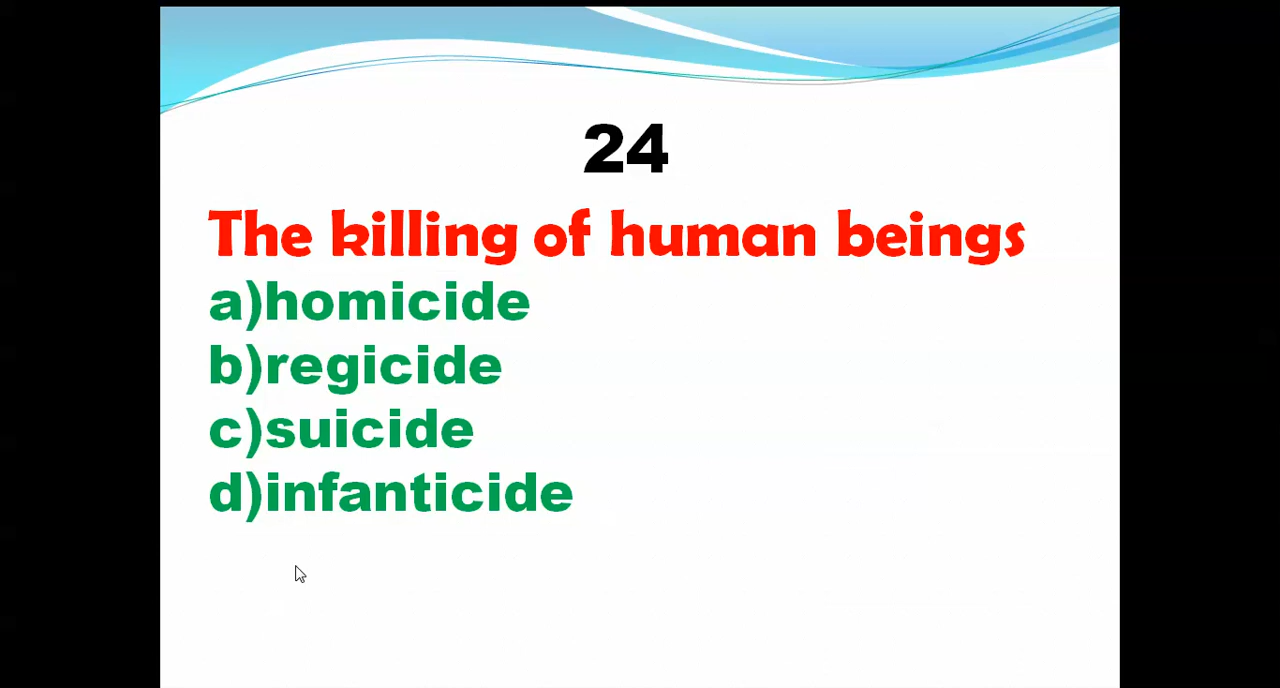 24
The killing of human beings
a)homicide
b)regicide
c)suicide
d)infanticide